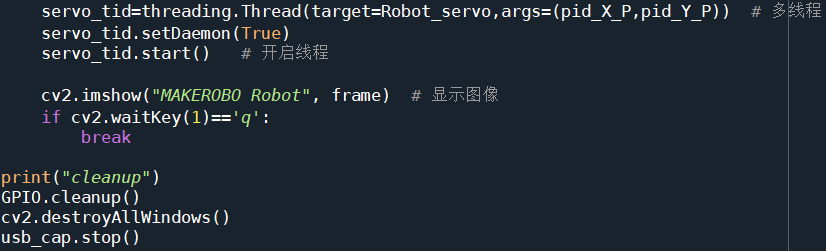 servo_tid=threading.Thread(target=Robot_servo,args=(pid_X_P,pid_Y_P))  # 多线程
servo_tid.setDaemon(True)
servo_tid.start()   # 开启线程
cv2.imshow("MAKEROBO Robot", frame)  # 显示图像
if cv2.waitKey(1)=='q':
break
print("cleanup")
GPIO.cleanup()
cv2.destroyAllWindows()
usb_cap.stop()